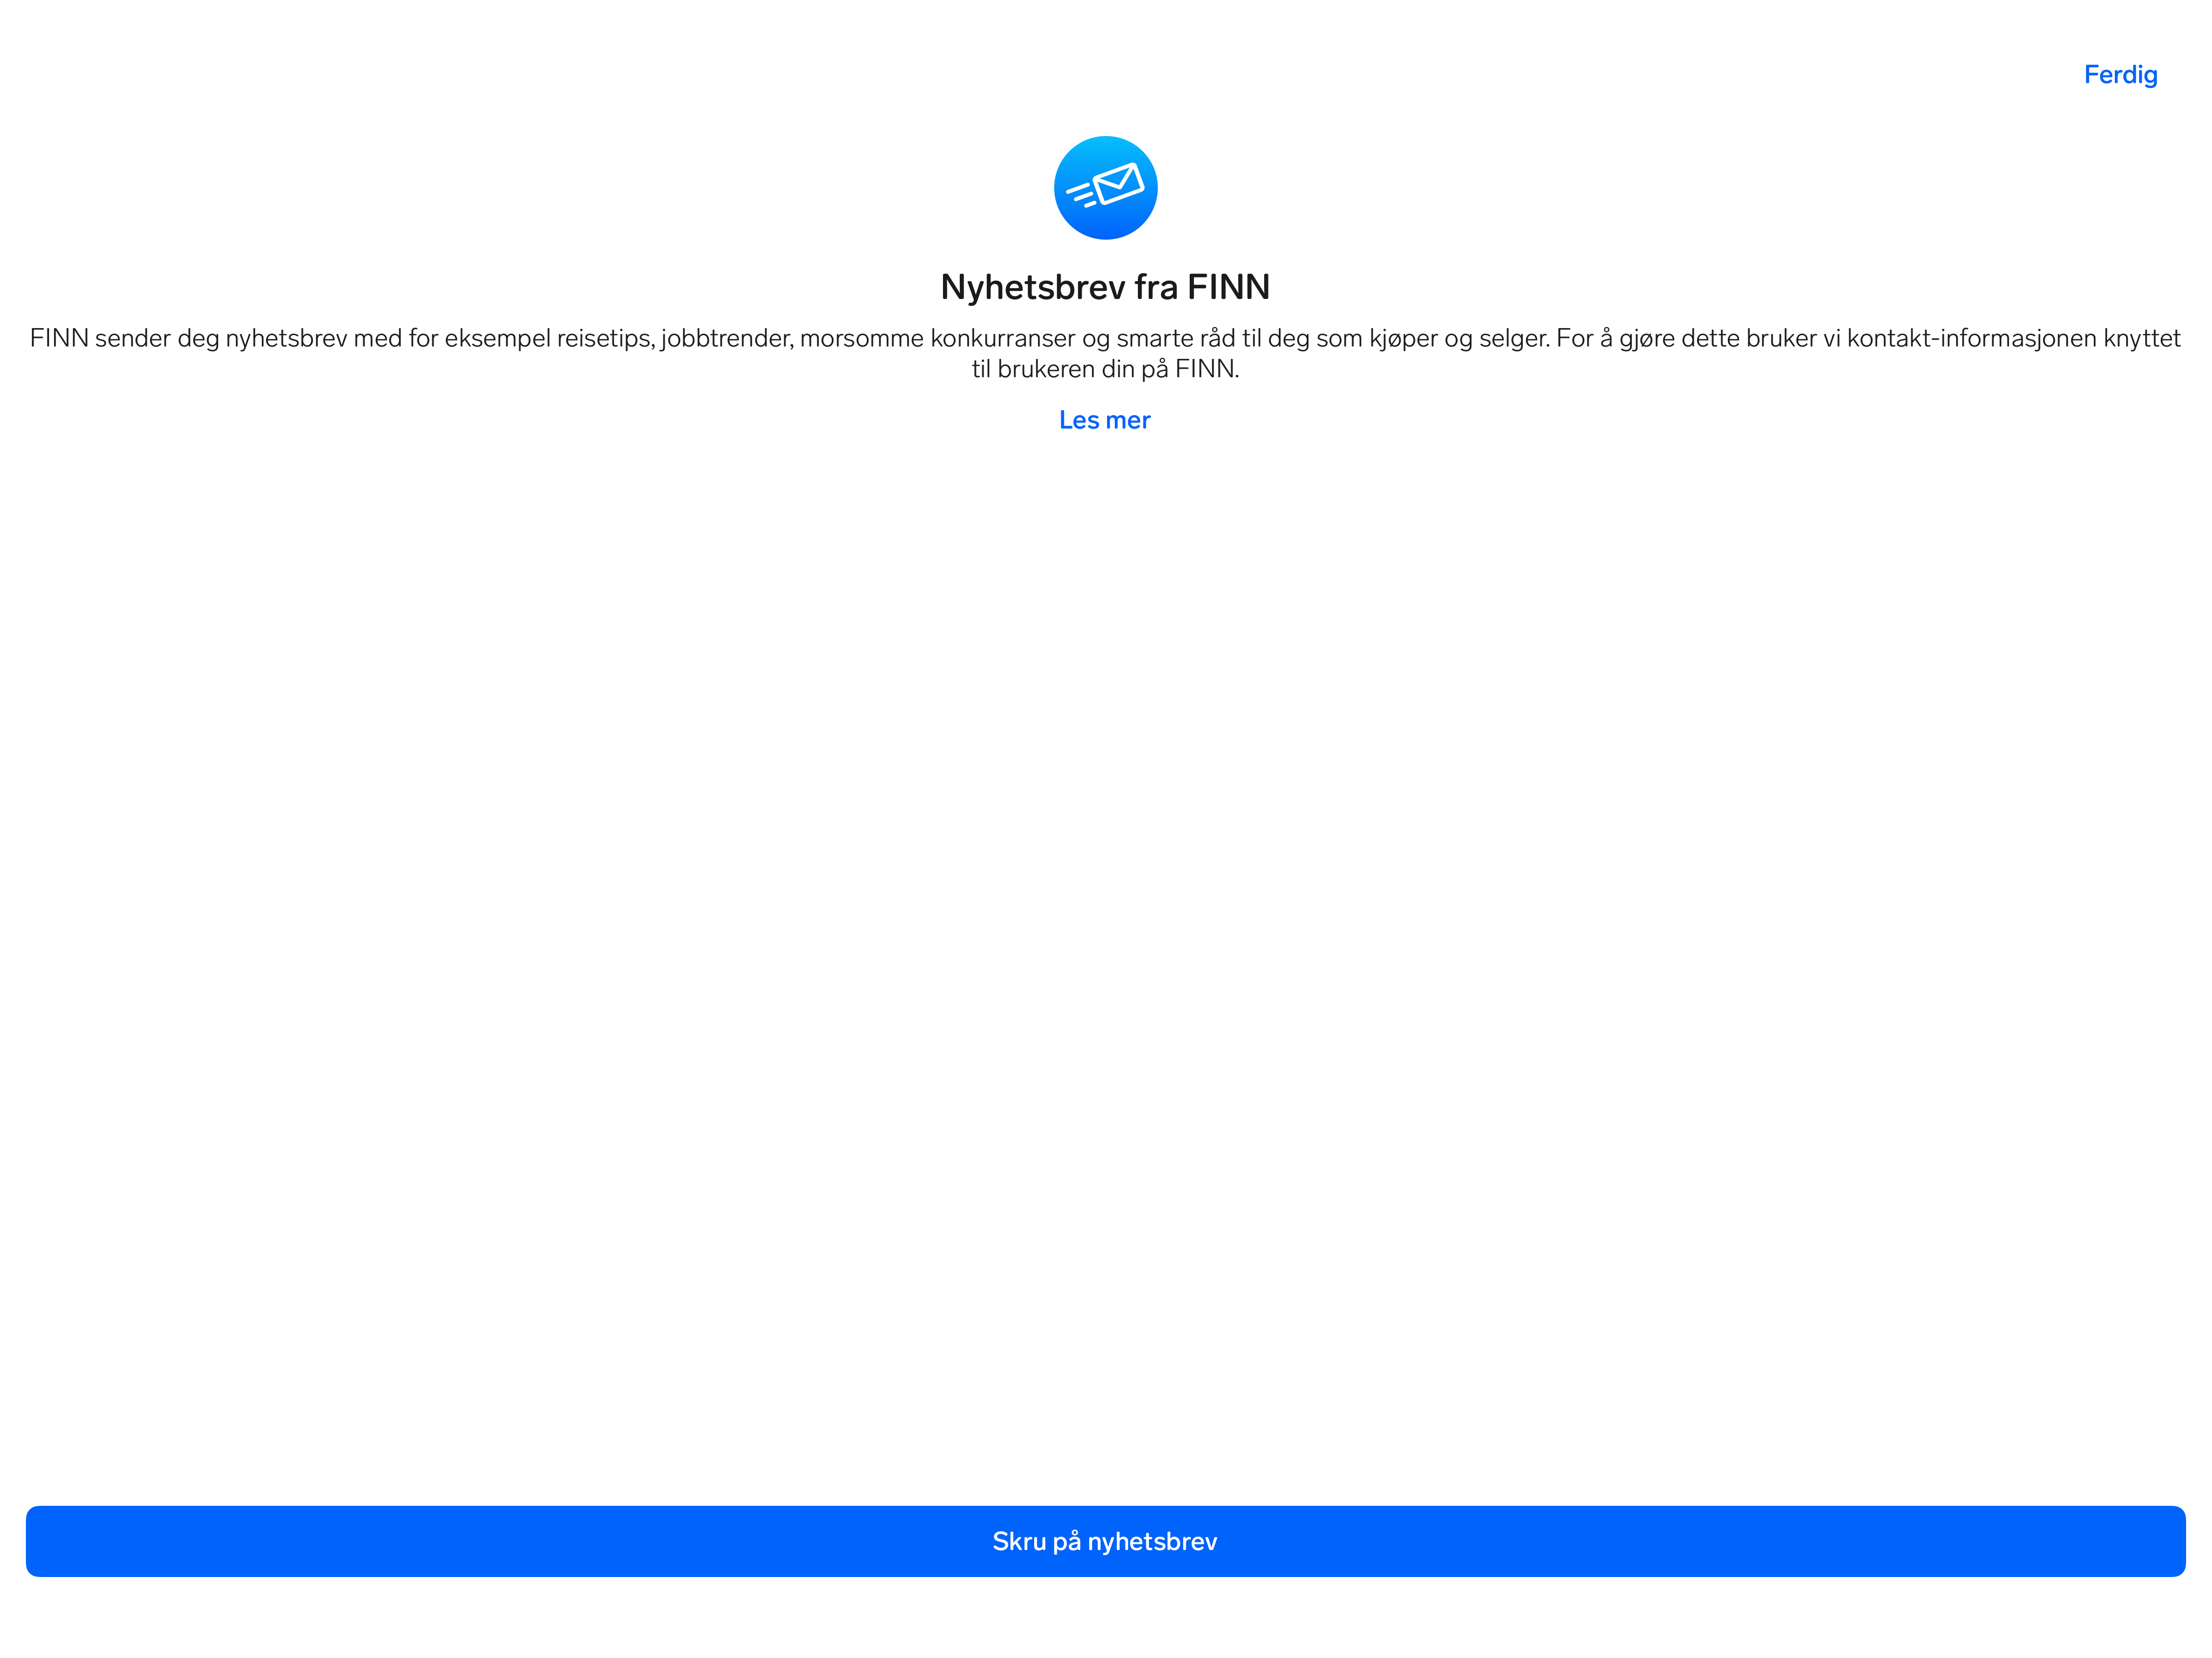 Ferdig
Nyhetsbrev fra FINN
FINN sender deg nyhetsbrev med for eksempel reisetips, jobbtrender, morsomme konkurranser og smarte råd til deg som kjøper og selger. For å gjøre dette bruker vi kontakt-informasjonen knyttet
til brukeren din på FINN.
Les mer
Skru på nyhetsbrev